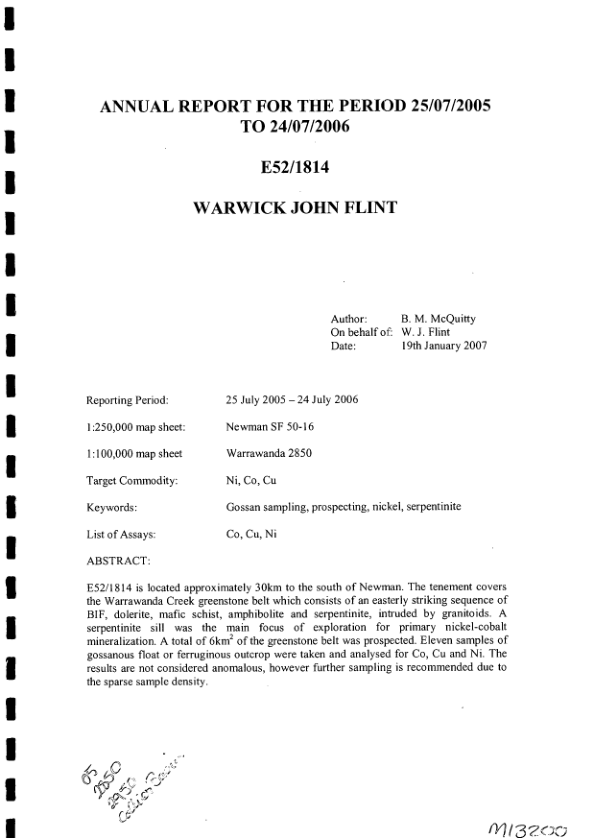 ANNUAL REPORT FOR THE PERIOD 25/07/2005
TO 24/07/2006
E52/1814
WARWICK JOHN FLINT
Author: B. M. McQuitty
On behalf of: W. J. Flint
Date: 19th January 2007
Reporting Period: 25 July 2005 – 24 July 2006
1:250,000 map sheet: Newman SF 50-16
1:100,000 map sheet Warrawanda 2850
Target Commodity: Ni, Co, Cu
Keywords: Gossan sampling, prospecting, nickel, serpentinite
List of Assays: Co, Cu, Ni
ABSTRACT:
E52/1814 is located approximately 30km to the south of Newman. The tenement covers
the Warrawanda Creek greenstone belt which consists of an easterly striking sequence of
BIF, dolerite, mafic schist, amphibolite and serpentinite, intruded by granitoids. A
serpentinite sill was the main focus of exploration for primary nickel-cobalt
mineralization. A total of 6km² of the greenstone belt was prospected. Eleven samples of
gossanous float or ferruginous outcrop were taken and analysed for Co, Cu and Ni. The
results are not considered anomalous, however further sampling is recommended due to
the sparse sample density.
05
2850
2950
M13200